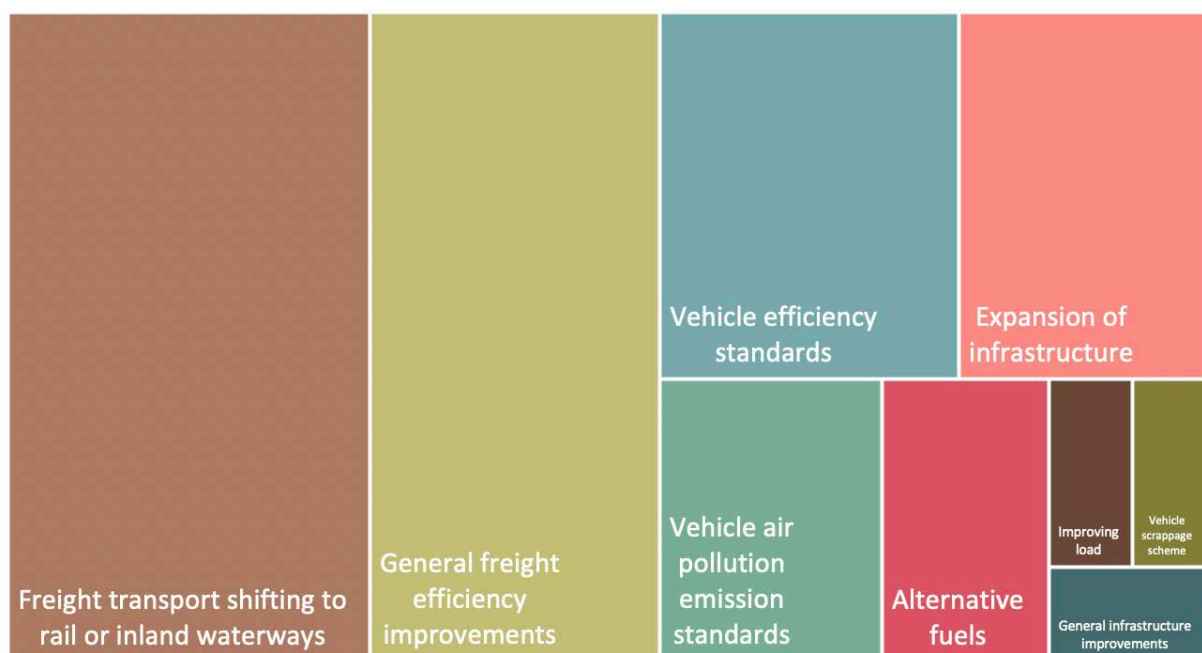 Freight transport shifting to
rail or inland waterways
General freight
efficiency
improvements
Vehicle efficiency
standards
Expansion of
infrastructure
Vehicle air
pollution
emission
standards
Alternative
fuels
Improving
load
Vehicle
scrappage
scheme
General infrastructure
improvements